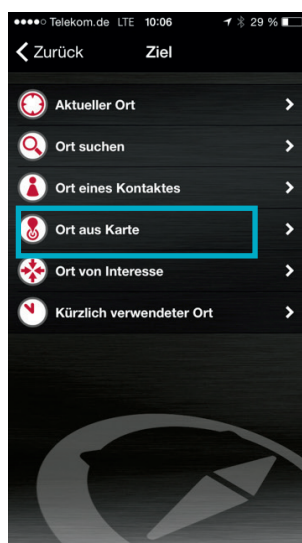 Telekom.de LTE 10:06 29 %
Zurück Ziel
Aktueller Ort
Ort suchen
Ort eines Kontaktes
Ort aus Karte
Ort von Interesse
Kürzlich verwendeter Ort